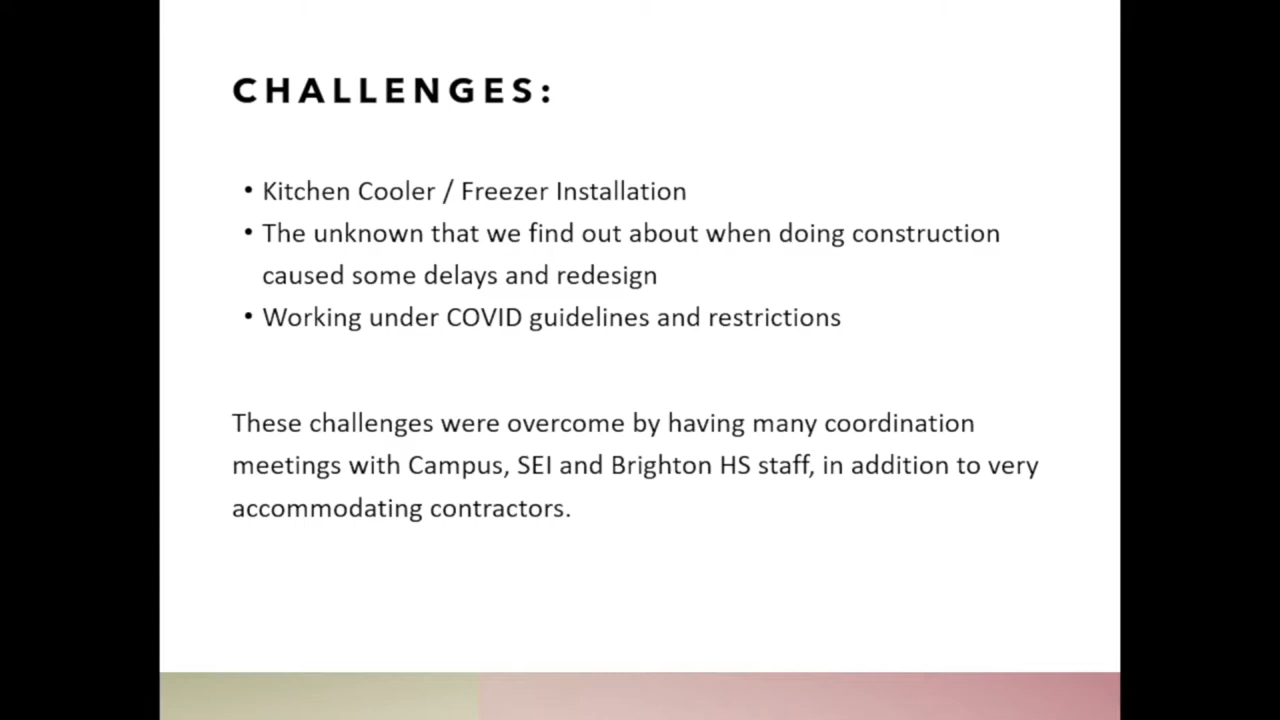 CHALLENGES:
• Kitchen Cooler / Freezer Installation
• The unknown that we find out about when doing construction
caused some delays and redesign
• Working under COVID guidelines and restrictions
These challenges were overcome by having many coordination
meetings with Campus, SEI and Brighton HS staff, in addition to very
accommodating contractors.